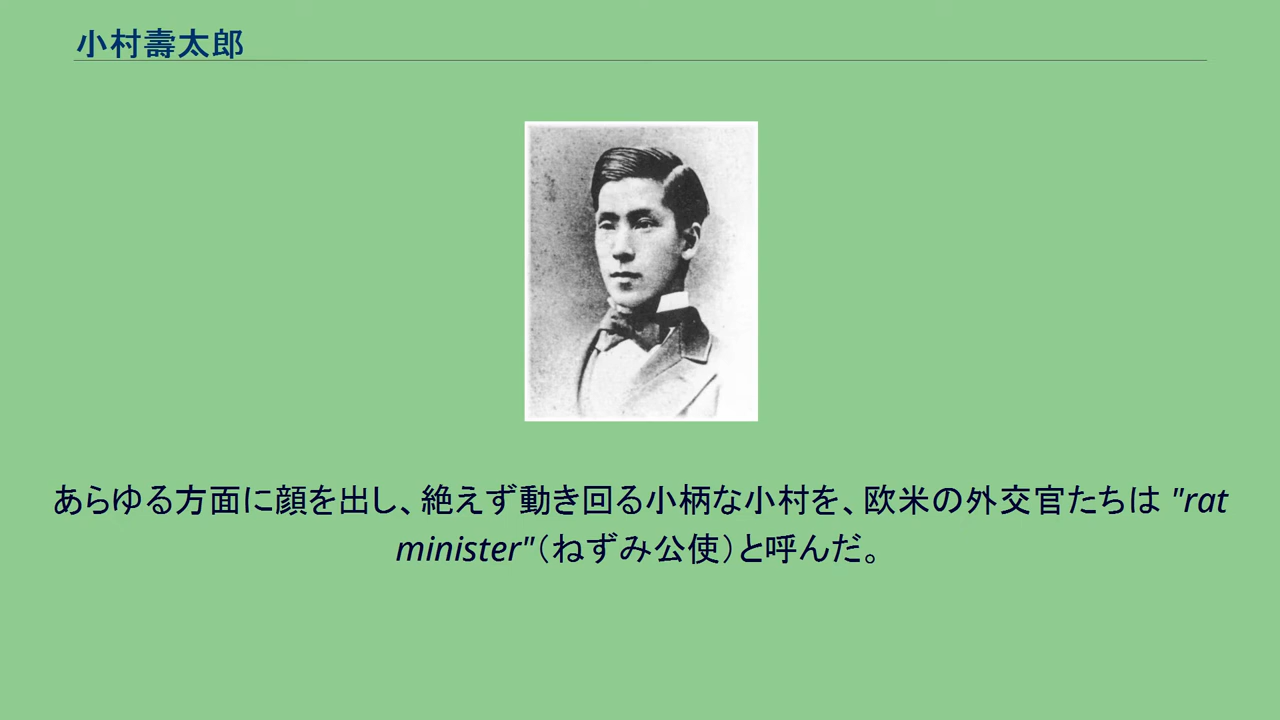 小村壽太郎
あらゆる方面に顔を出し、絶えず動き回る小柄な小村を、欧米の外交官たちは "rat
minister"（ねずみ公使）と呼んだ。